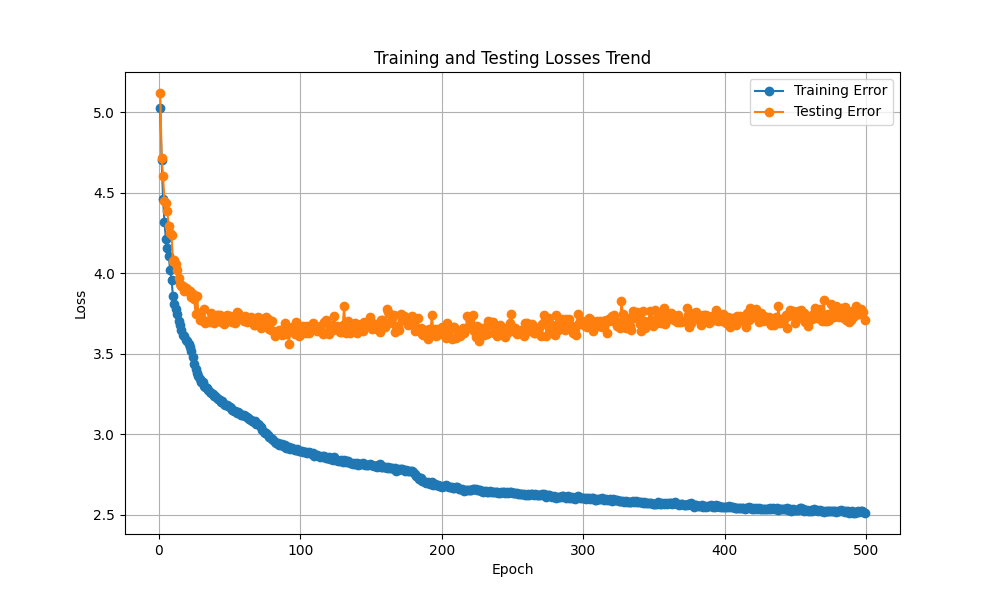 Training and Testing Losses Trend
Training Error
Testing Error
5.0
4.5
4.0
3.5
3.0
2.5
Loss
0 100 200 300 400 500
Epoch